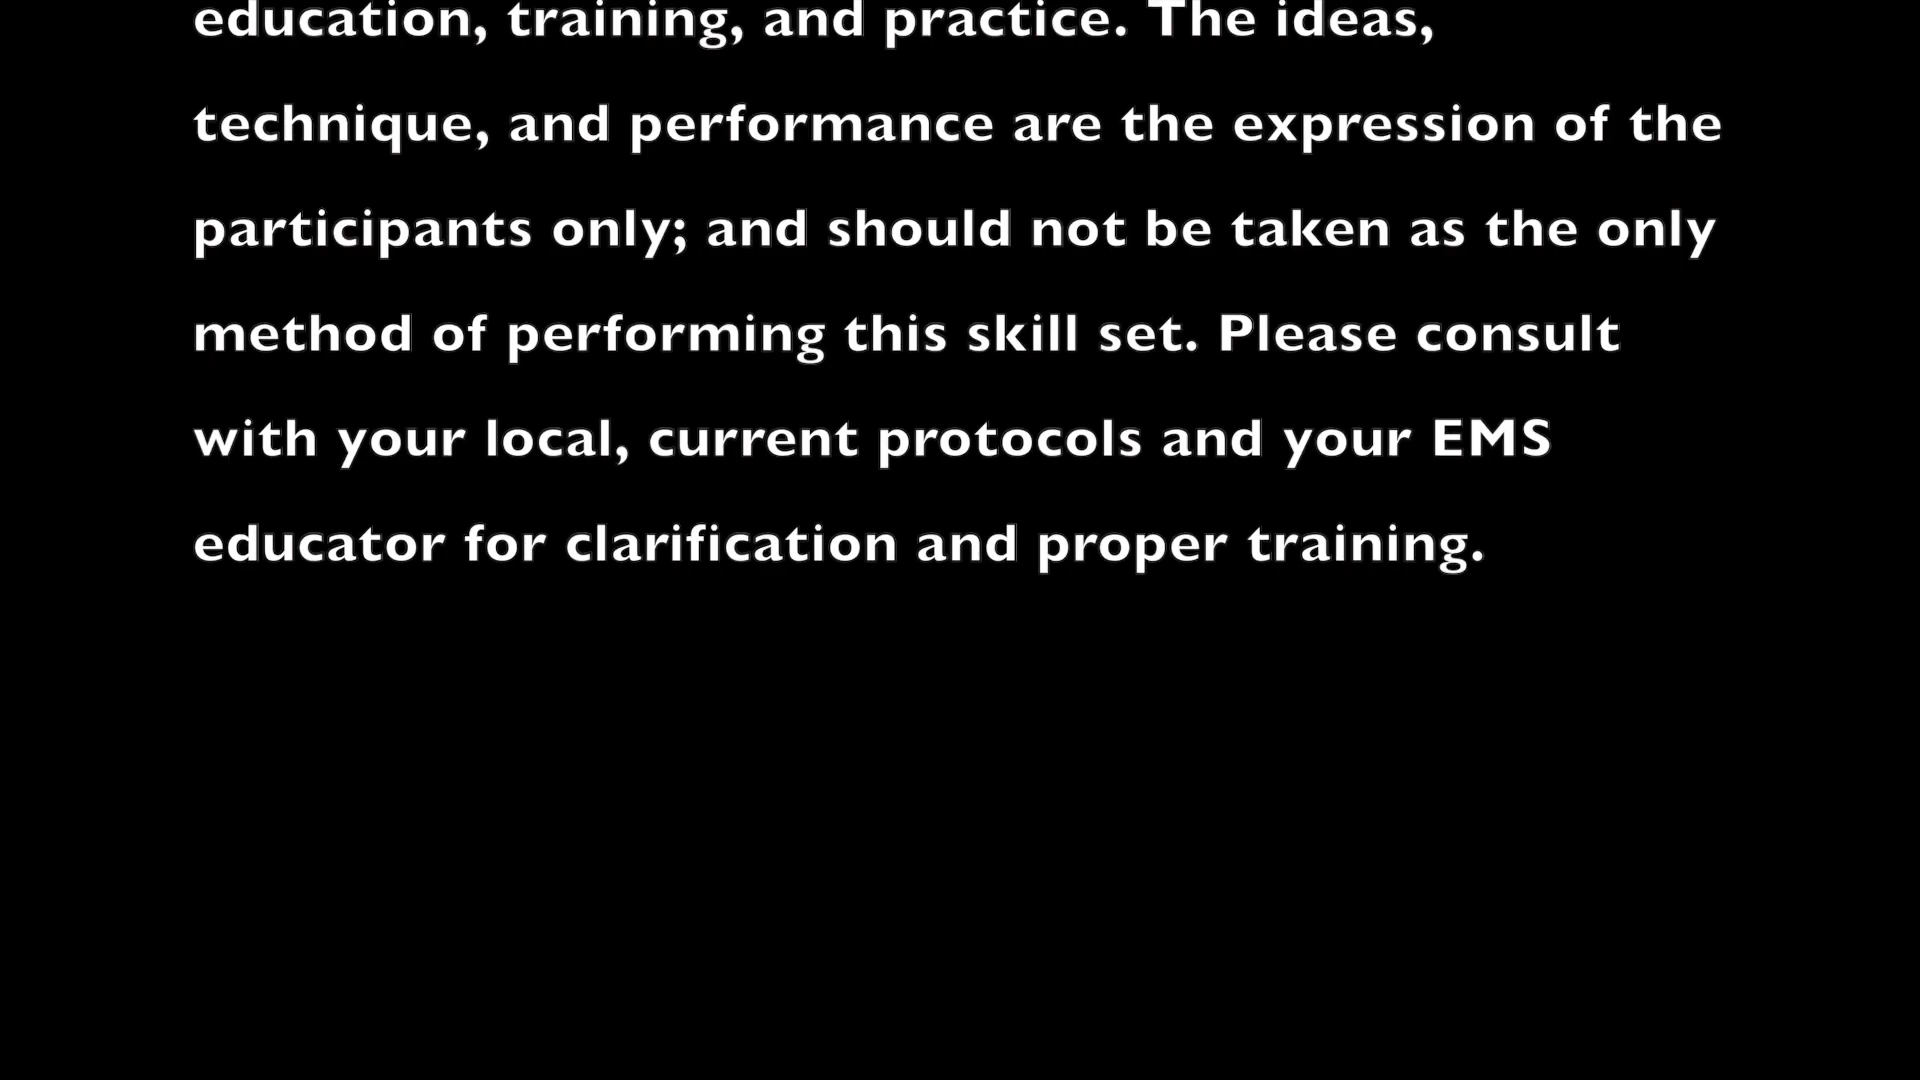 education, training, and practice. The ideas,
technique, and performance are the expression of the
participants only; and should not be taken as the only
method of performing this skill set. Please consult
with your local, current protocols and your EMS
educator for clarification and proper training.